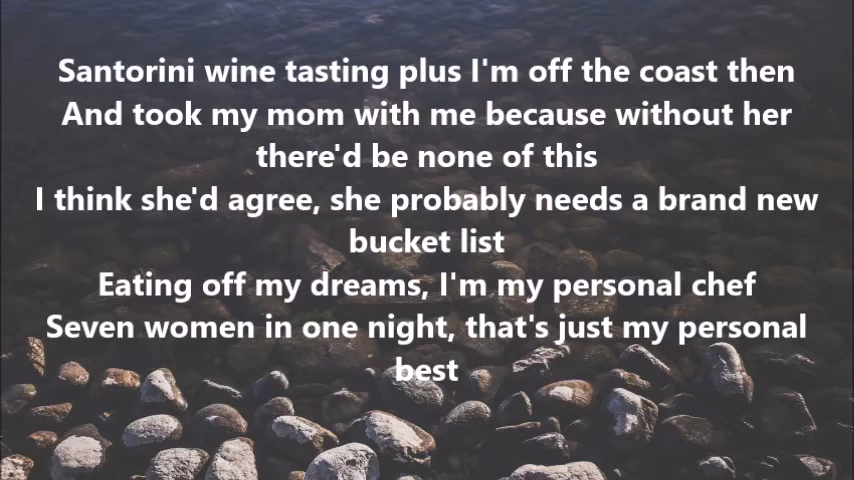 Santorini wine tasting plus I'm off the coast then
And took my mom with me because without her
there'd be none of this
I think she'd agree, she probably needs a brand new
bucket list
Eating off my dreams, I'm my personal chef
Seven women in one night, that's just my personal
best